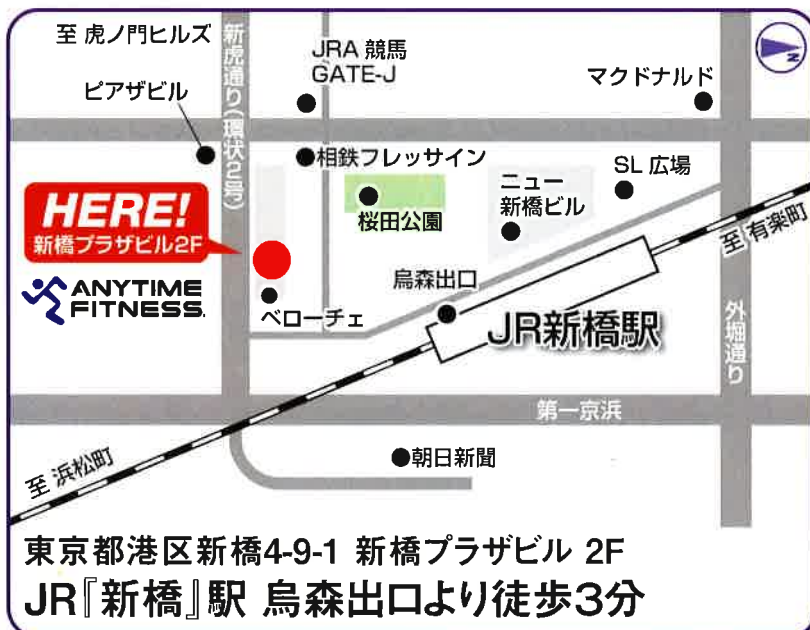 至 虎ノ門ヒルズ
新虎通り(環状2号)
JRA 競馬
GATE-J
マクドナルド
N
ピアザビル
相鉄フレッサイン
SL 広場
ニュー
新橋ビル
桜田公園
HERE!
新橋プラザビル2F
至 有楽町
ANYTIME
FITNESS.
烏森出口
ベローチェ
JR新橋駅
外堀通り
第一京浜
朝日新聞
至 浜松町
東京都港区新橋4-9-1 新橋プラザビル 2F
JR『新橋』駅 烏森出口より徒歩3分